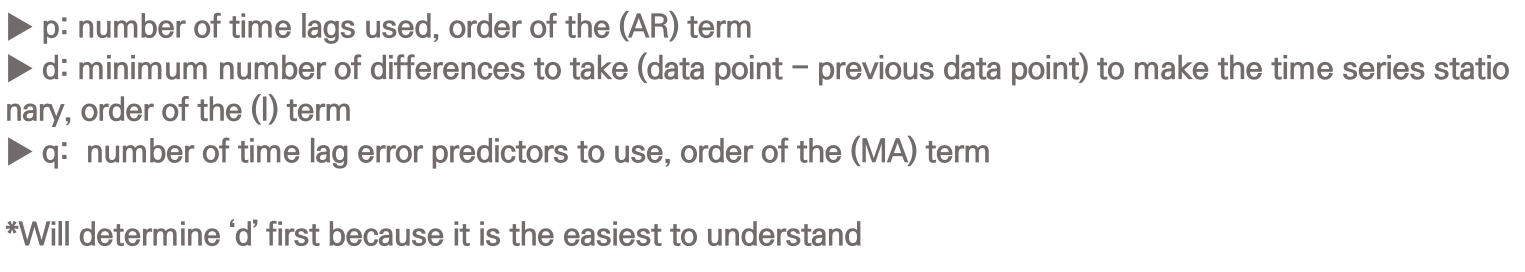 ▶ p: number of time lags used, order of the (AR) term
▶ d: minimum number of differences to take (data point - previous data point) to make the time series statio
nary, order of the (I) term
▶ q:  number of time lag error predictors to use, order of the (MA) term
*Will determine ‘d’ first because it is the easiest to understand